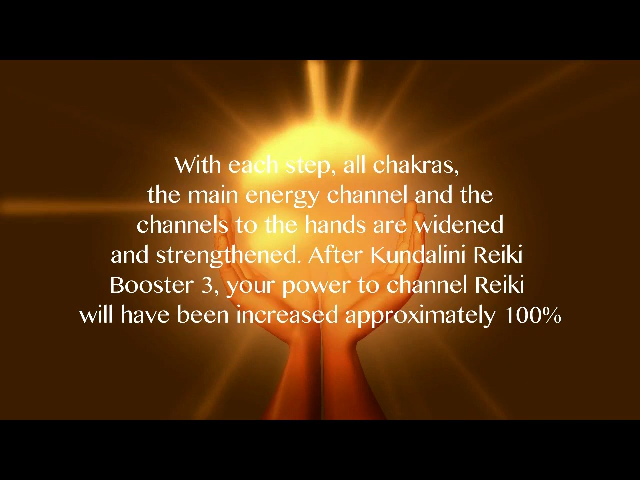 With each step, all chakras,
the main energy channel and the
channels to the hands are widened
and strengthened. After Kundalini Reiki
Booster 3, your power to channel Reiki
will have been increased approximately 100%